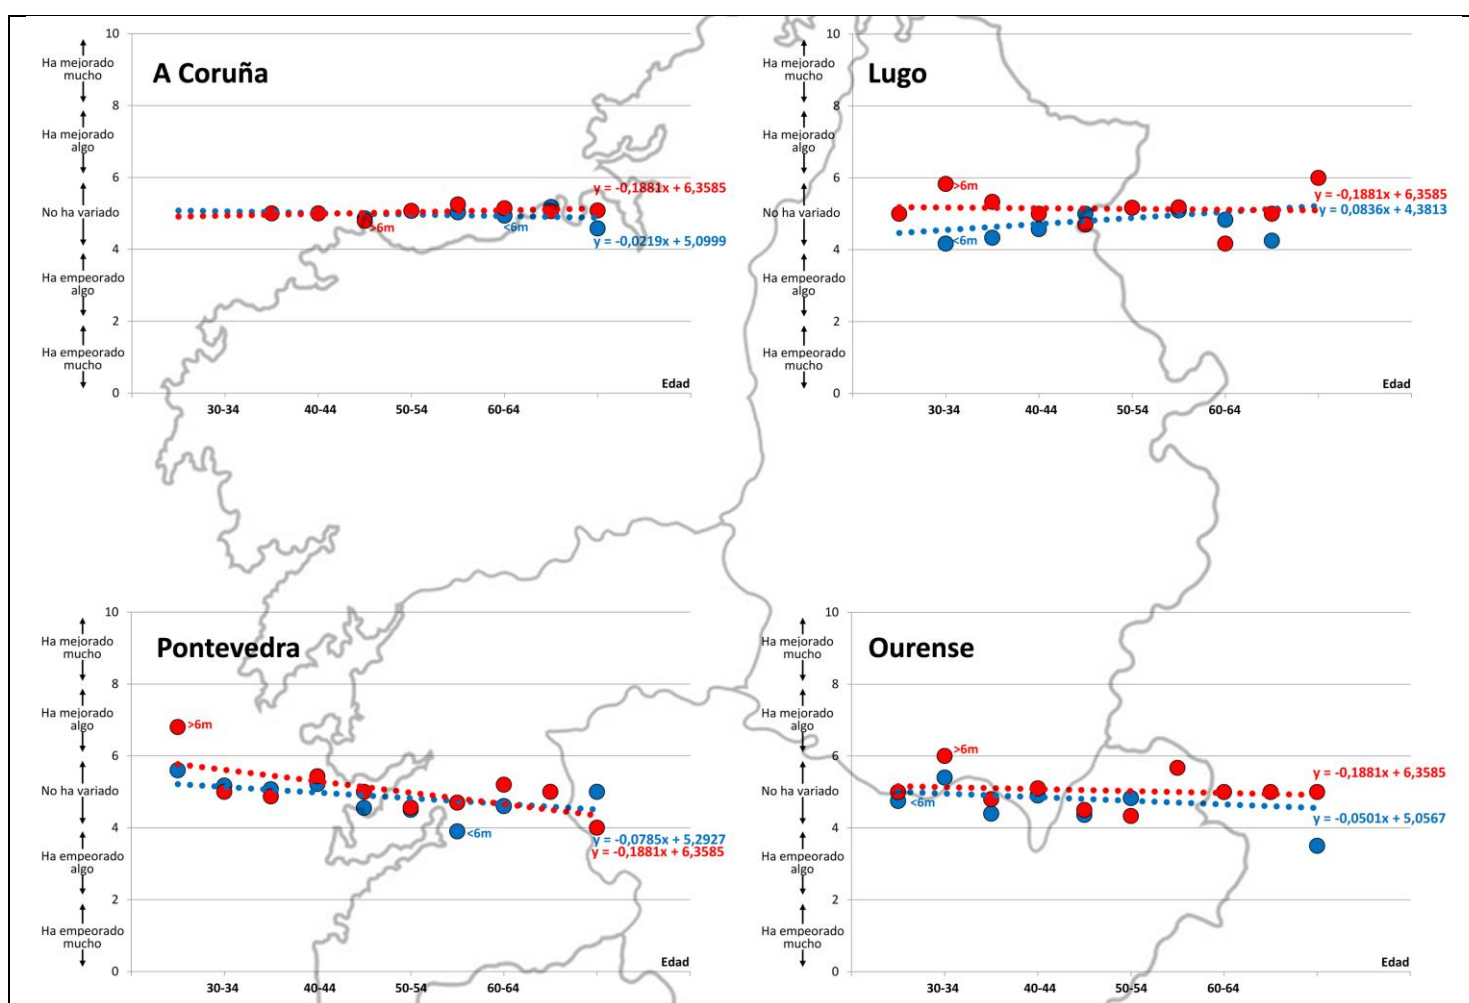 A Coruña
10
Ha mejorado
mucho
8
Ha mejorado
algo
6
No ha variado
4
Ha empeorado
algo
2
Ha empeorado
mucho
0
y = -0,1881x + 6,3585
>6m
<6m
y = -0,0219x + 5,0999
Edad
30-34
40-44
50-54
60-64
Lugo
10
Ha mejorado
mucho
8
Ha mejorado
algo
6
No ha variado
4
Ha empeorado
algo
2
Ha empeorado
mucho
0
>6m
<6m
y = -0,1881x + 6,3585
y = 0,0836x + 4,3813
Edad
30-34
40-44
50-54
60-64
Pontevedra
10
Ha mejorado
mucho
8
Ha mejorado
algo
6
No ha variado
4
Ha empeorado
algo
2
Ha empeorado
mucho
0
>6m
<6m
y = -0,0785x + 5,2927
y = -0,1881x + 6,3585
Edad
30-34
40-44
50-54
60-64
Ourense
10
Ha mejorado
mucho
8
Ha mejorado
algo
6
No ha variado
4
Ha empeorado
algo
2
Ha empeorado
mucho
0
>6m
<6m
y = -0,1881x + 6,3585
y = -0,0501x + 5,0567
Edad
30-34
40-44
50-54
60-64